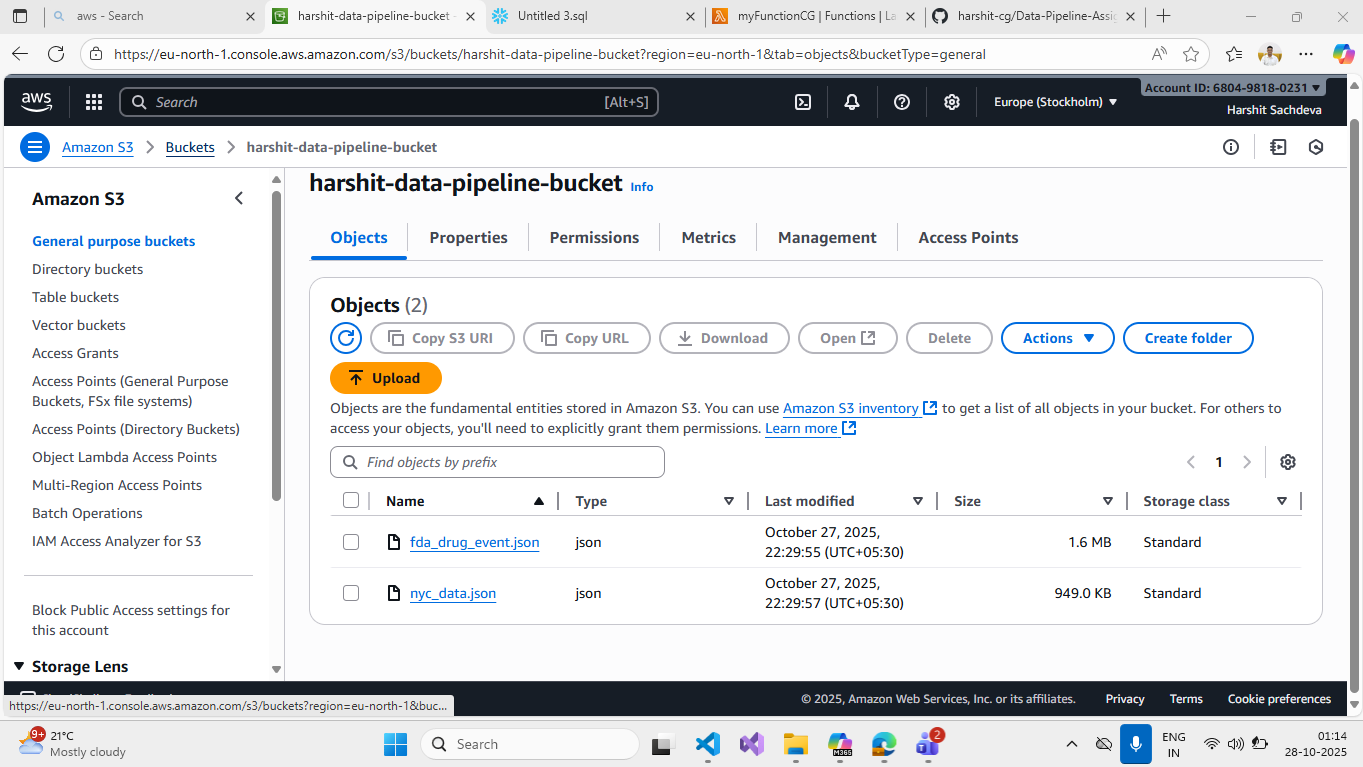 aws - Search
harshit-data-pipeline-bucket -
Untitled 3.sql
myFunctionCG | Functions | La
harshit-cg/Data-Pipeline-Assig
https://eu-north-1.console.aws.amazon.com/s3/buckets/harshit-data-pipeline-bucket?region=eu-north-1&tab=objects&bucketType=general
aws
Search
[Alt+S]
Europe (Stockholm)
Account ID: 6804-9818-0231
Harshit Sachdeva
Amazon S3
Buckets
harshit-data-pipeline-bucket
Amazon S3
General purpose buckets
Directory buckets
Table buckets
Vector buckets
Access Grants
Access Points (General Purpose
Buckets, FSx file systems)
Access Points (Directory Buckets)
Object Lambda Access Points
Multi-Region Access Points
Batch Operations
IAM Access Analyzer for S3
Block Public Access settings for
this account
Storage Lens
harshit-data-pipeline-bucket Info
Objects
Properties
Permissions
Metrics
Management
Access Points
Objects (2)
Copy S3 URI
Copy URL
Download
Open
Delete
Actions
Create folder
Upload
Objects are the fundamental entities stored in Amazon S3. You can use Amazon S3 inventory to get a list of all objects in your bucket. For others to
access your objects, you'll need to explicitly grant them permissions. Learn more
Find objects by prefix
1
Name
Type
Last modified
Size
Storage class
fda_drug_event.json
json
October 27, 2025,
22:29:55 (UTC+05:30)
1.6 MB
Standard
nyc_data.json
json
October 27, 2025,
22:29:57 (UTC+05:30)
949.0 KB
Standard
© 2025, Amazon Web Services, Inc. or its affiliates.
Privacy
Terms
Cookie preferences
https://eu-north-1.console.aws.amazon.com/s3/buckets?region=eu-north-1&buc...
9+
21°C
Mostly cloudy
Search
M365
2
ENG
IN
01:14
28-10-2025